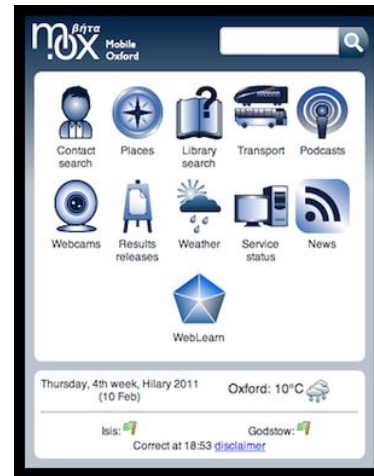 βήτα
m.ox Mobile
Oxford
Contact
search
Places
Library
search
Transport
Podcasts
Webcams
Results
releases
Weather
Service
status
News
WebLearn
Thursday, 4th week, Hilary 2011
(10 Feb)
Oxford: 10°C
Isis:
Godstow:
Correct at 18:53 disclaimer